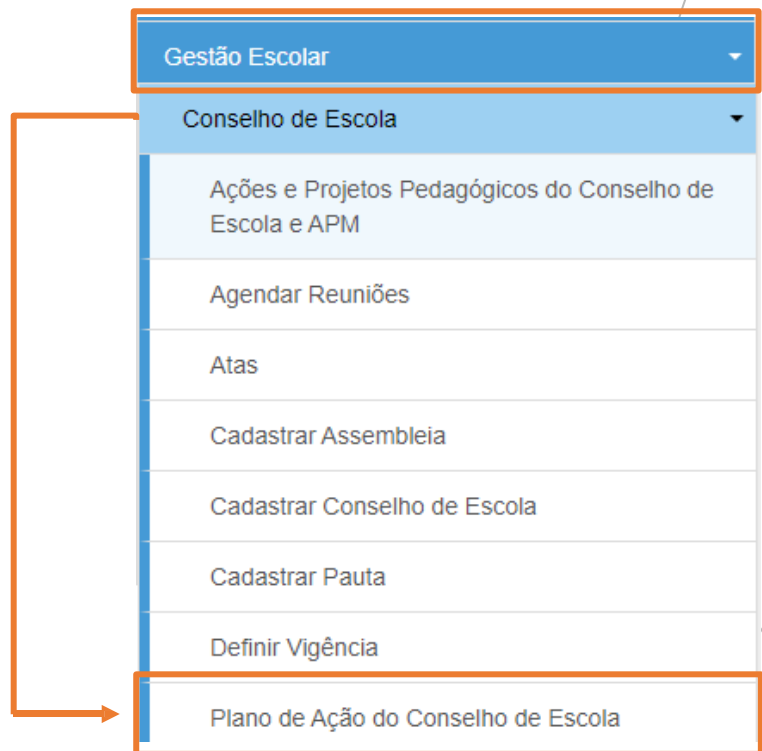 Gestão Escolar
Conselho de Escola
Ações e Projetos Pedagógicos do Conselho de
Escola e APM
Agendar Reuniões
Atas
Cadastrar Assembleia
Cadastrar Conselho de Escola
Cadastrar Pauta
Definir Vigência
Plano de Ação do Conselho de Escola